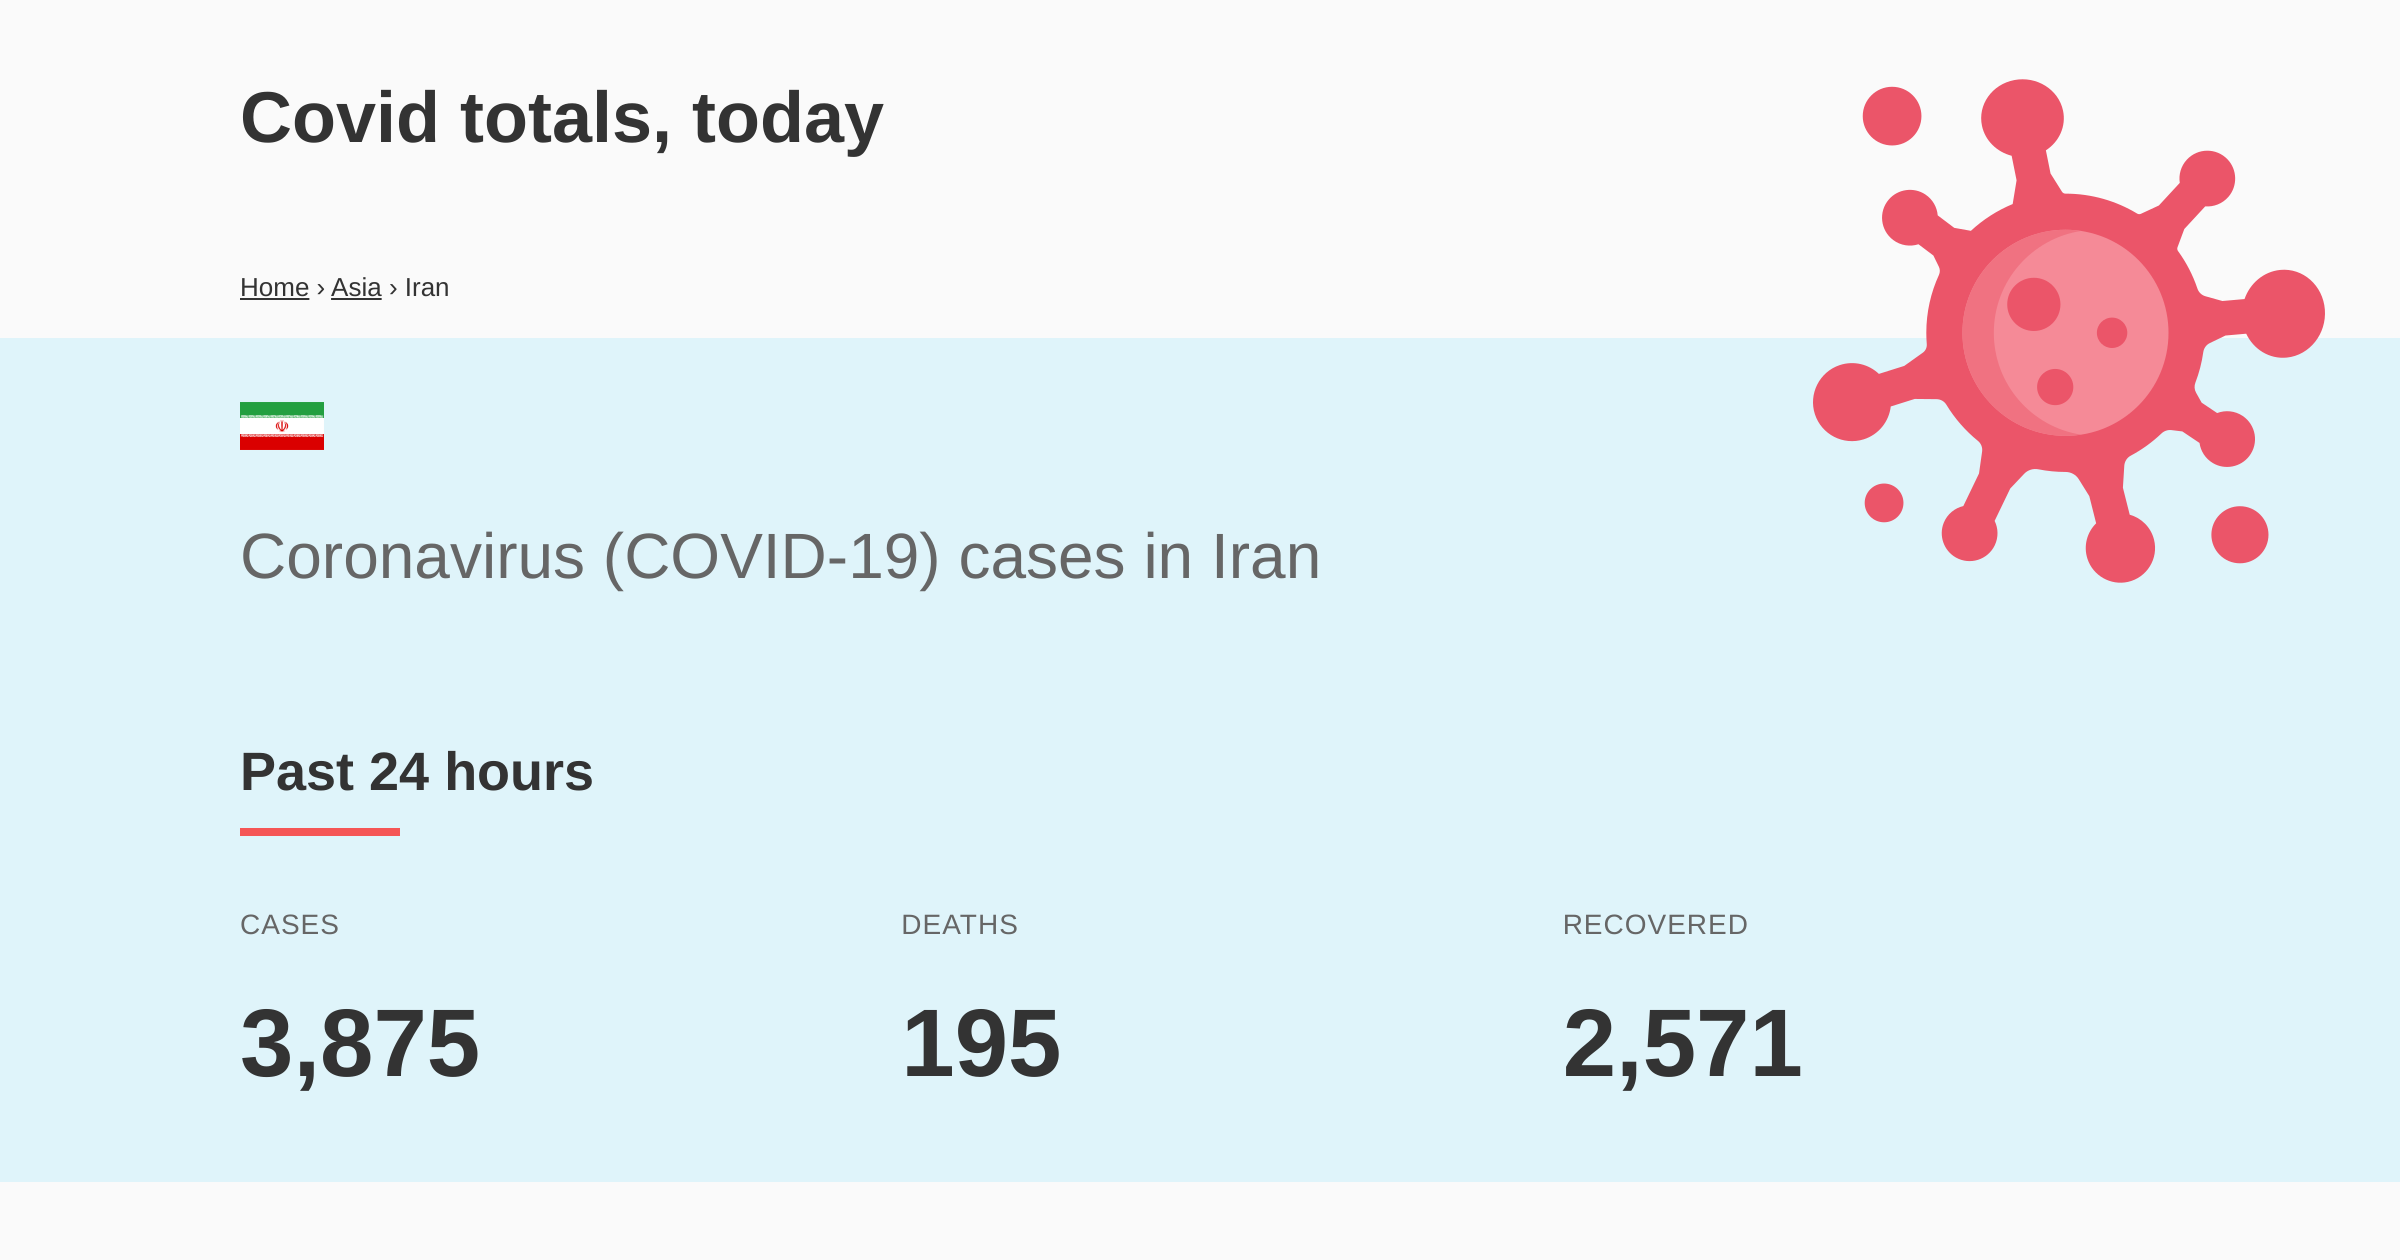 Covid totals, today
Home › Asia › Iran
Coronavirus (COVID-19) cases in Iran
Past 24 hours
CASES
DEATHS
RECOVERED
3,875
195
2,571